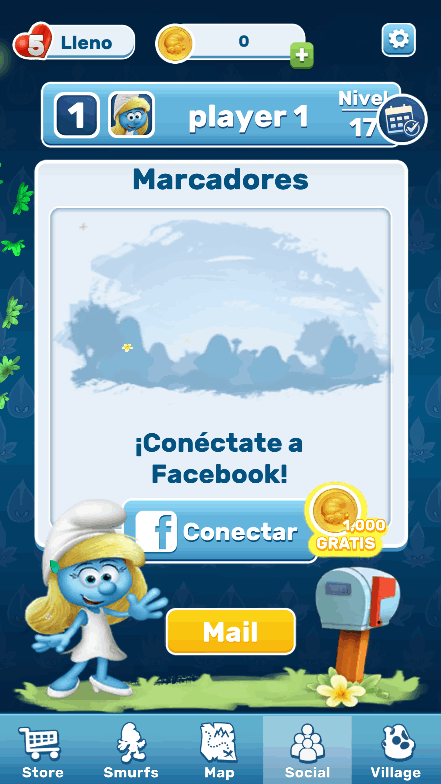 5 Lleno
0
+
1 player 1 Nivel
17
Marcadores
¡Conéctate a
Facebook!
f Conectar
1,000
GRATIS
Mail
Store Smurfs Map Social Village